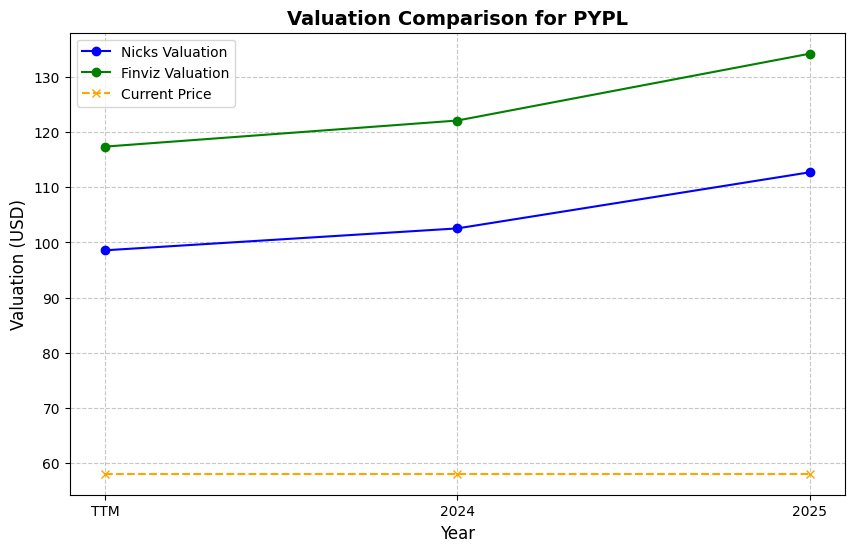 Valuation Comparison for PYPL
Nicks Valuation
Finviz Valuation
Current Price
Valuation (USD)
130
120
110
100
90
80
70
60
TTM
2024
2025
Year